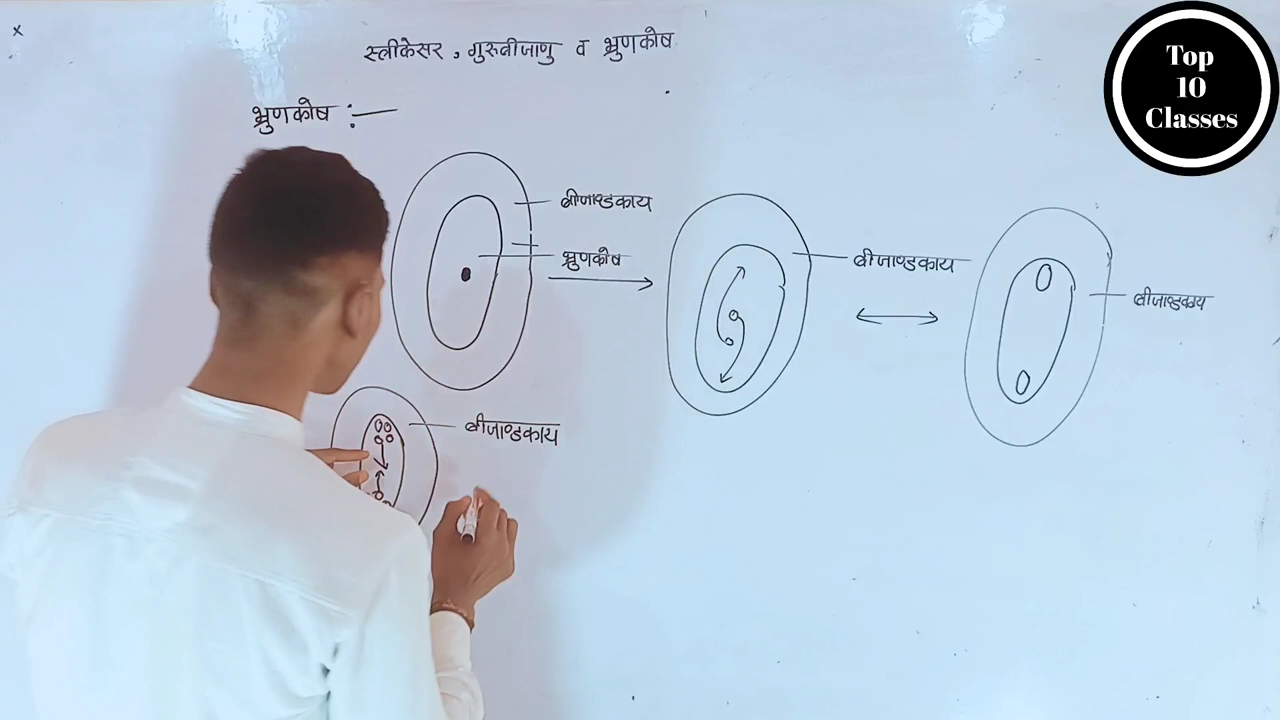 स्त्रीकेसर, गुरुबीजाणु व भ्रुणकोष
भ्रुणकोष :—
बीजाण्डकाय
भ्रुणकोष
बीजाण्डकाय
बीजाण्डकाय
बीजाण्डकाय
Top
10
Classes